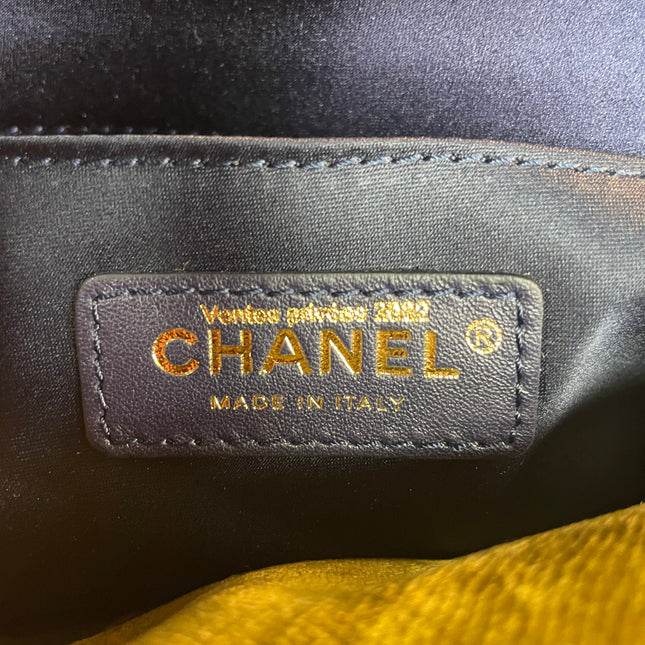 Ventes privées 2022
CHANEL ®
MADE IN ITALY